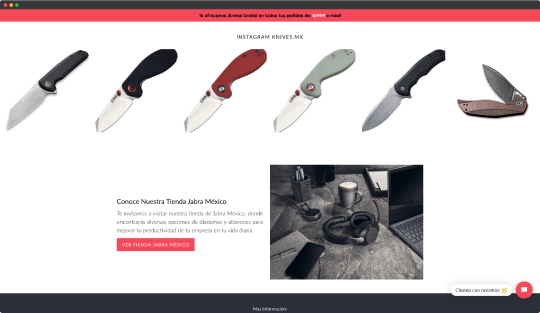 Te ofrecemos ¡Envíos Gratis! en todos tus pedidos de $1999 o más!!
INSTAGRAM KNIVES.MX
Conoce Nuestra Tienda Jabra México
Te invitamos a visitar nuestra tienda de Jabra México, donde
encontrarás diversas opciones de diademas y altavoces para
mejorar tu productividad de tu empresa en tu vida diaria.
VER TIENDA JABRA MÉXICO
Chatea con nosotros 👋
Mas Información: